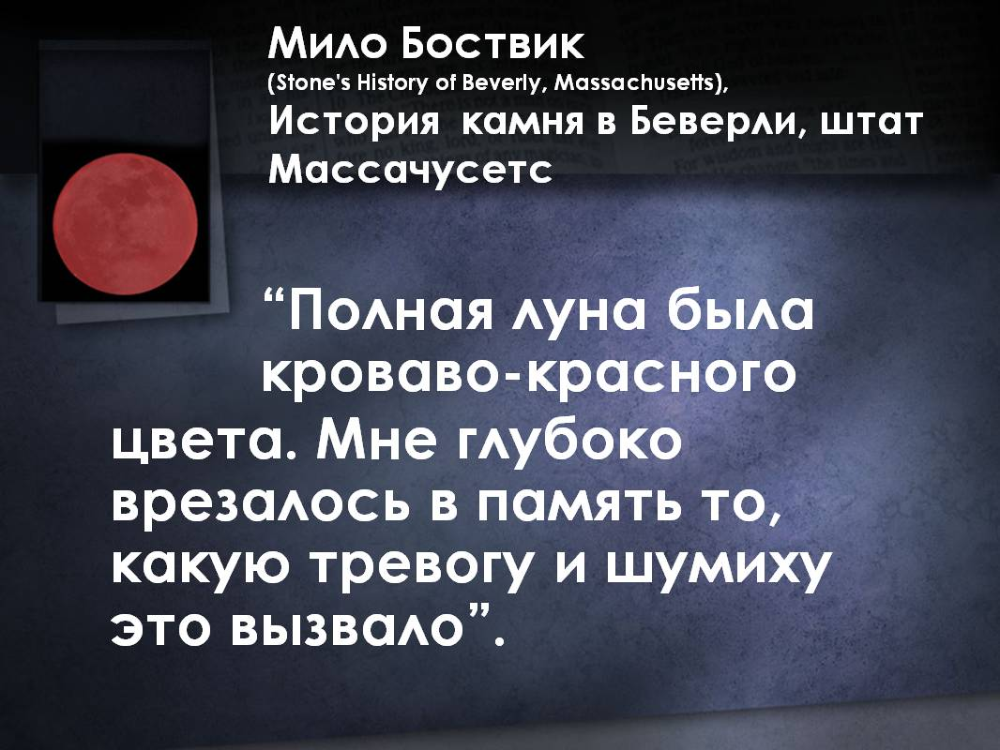 Мило Боствик
(Stone's History of Beverly, Massachusetts),
История камня в Беверли, штат
Массачусетс
“Полная луна была
кроваво-красного
цвета. Мне глубоко
врезалось в память то,
какую тревогу и шумиху
это вызвало”.